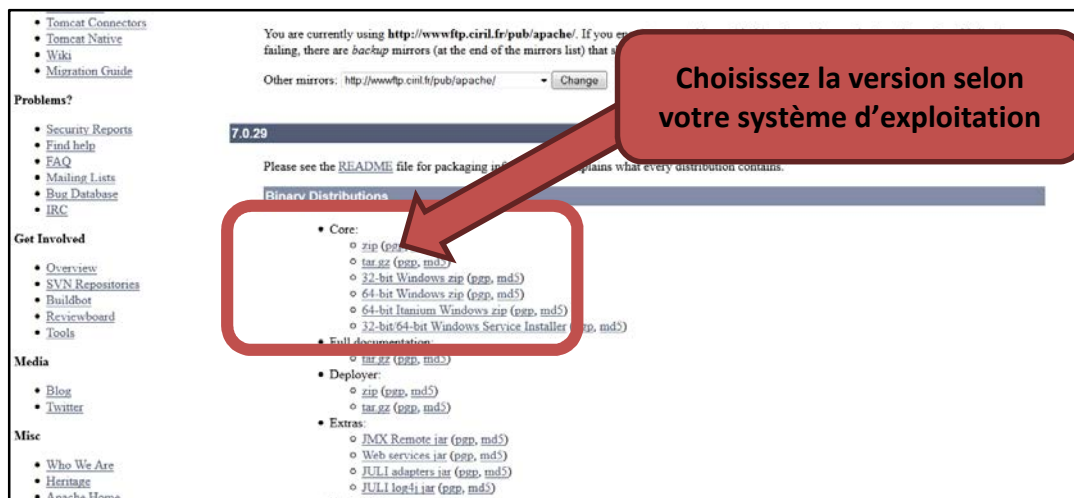 Tomcat Connectors
Tomcat Native
Wiki
Migration Guide
Problems?
Security Reports
Find help
FAQ
Mailing Lists
Bug Database
IRC
Get Involved
Overview
SVN Repositories
Buildbot
Reviewboard
Tools
Media
Blog
Twitter
Misc
Who We Are
Heritage
Apache Home
You are currently using http://wwwftp.ciril.fr/pub/apache/. If you
failing, there are backup mirrors (at the end of the mirrors list) that
Other mirrors: http://wwwftp.ciril.fr/pub/apache/ Change
Choisissez la version selon
votre système d'exploitation
7.0.29
Please see the README file for packaging what every distribution contains.
Binary Distributions
Core:
zip (pgp,
tar.gz (pgp, md5)
32-bit Windows zip (pgp, md5)
64-bit Windows zip (pgp, md5)
64-bit Itanium Windows zip (pgp, md5)
32-bit/64-bit Windows Service Installer (pgp, md5)
Full documentation:
tar.gz (pgp, md5)
Deployer:
zip (pgp, md5)
tar.gz (pgp, md5)
Extras:
JMX Remote jar (pgp, md5)
Web services jar (pgp, md5)
JULI adapters jar (pgp, md5)
JULI log4j jar (pgp, md5)